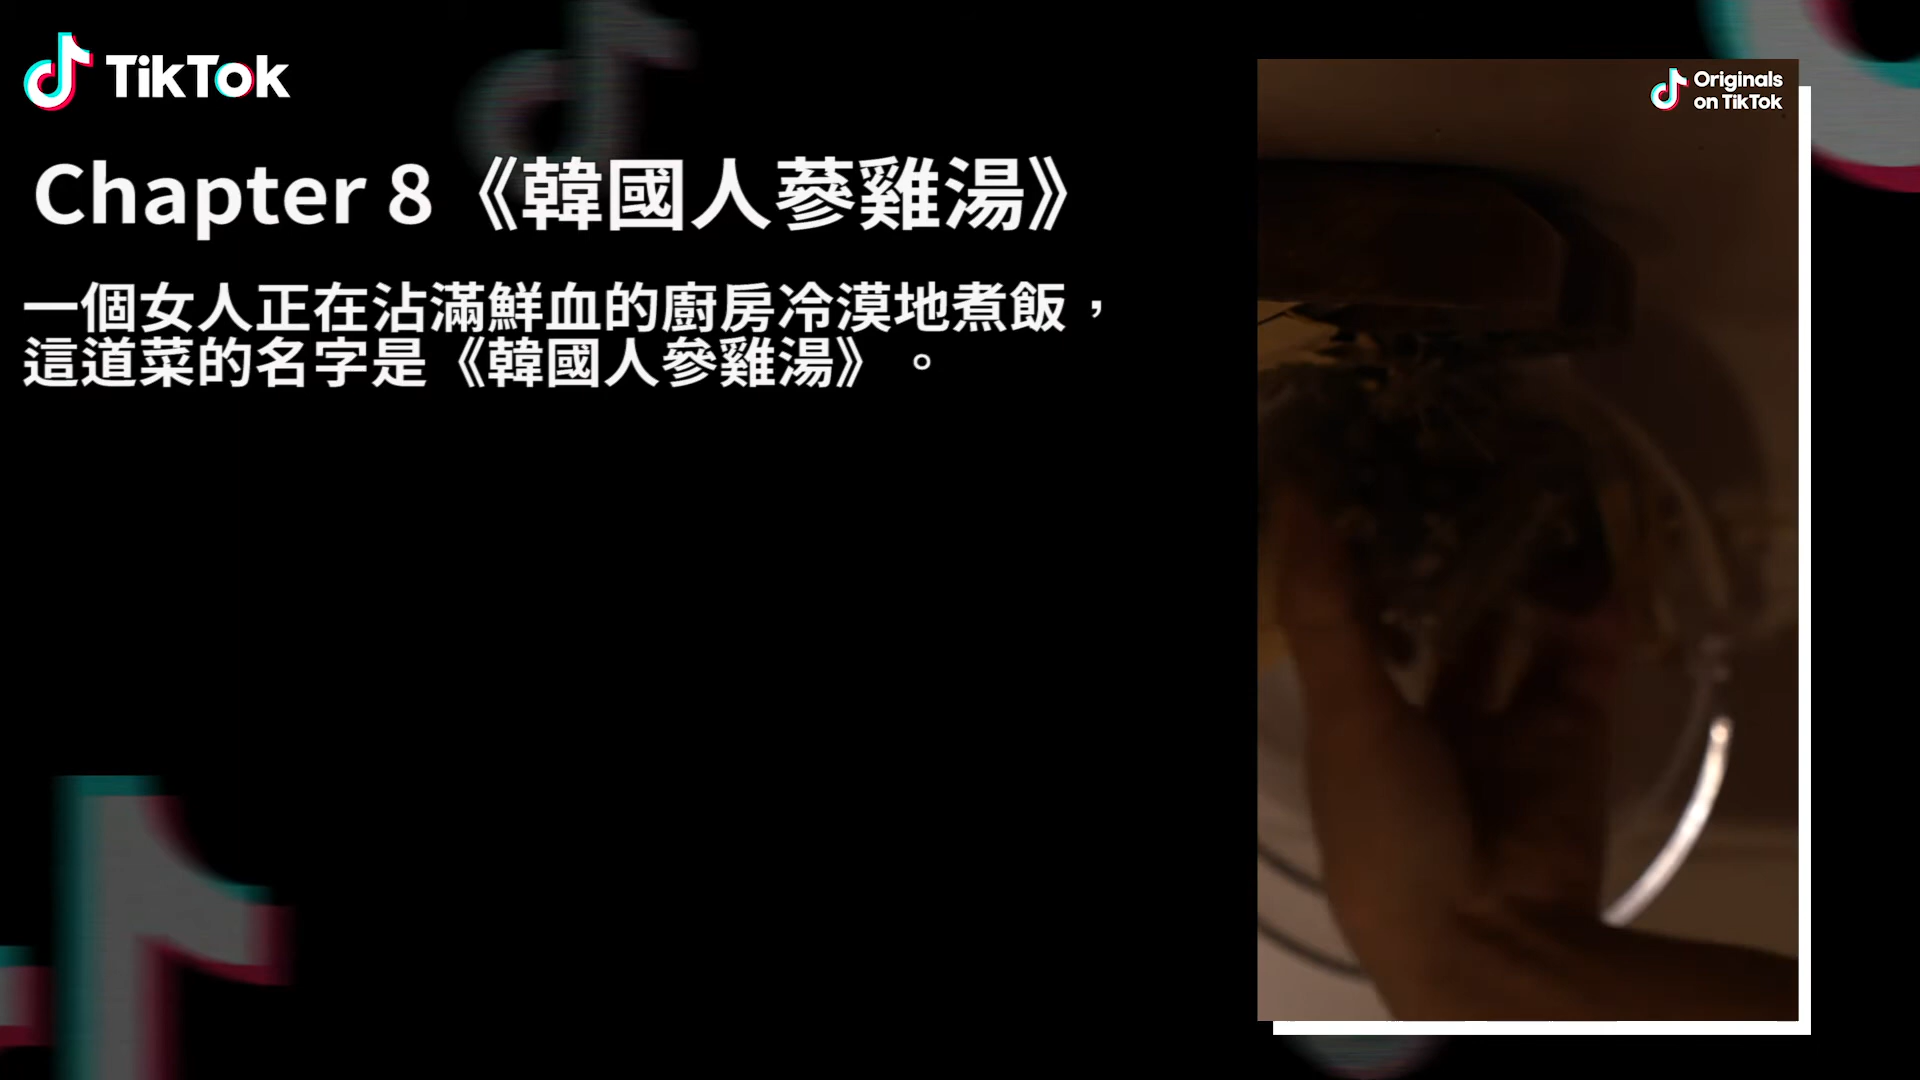 TikTok
Originals
on TikTok
Chapter 8《韓國人蔘雞湯》
一個女人正在沾滿鮮血的廚房冷漠地煮飯，
這道菜的名字是《韓國人參雞湯》。